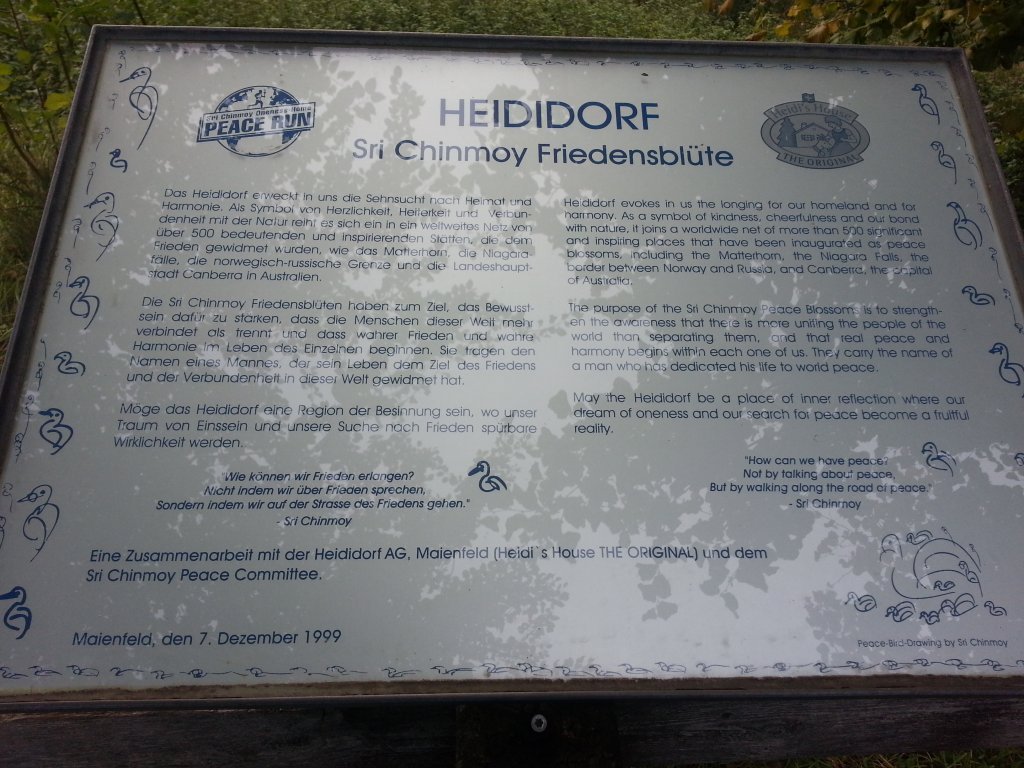 Sri Chinmoy Oneness-Home
PEACE RUN
HEIDIDORF
Sri Chinmoy Friedensblüte
Heidi's House
THE ORIGINAL
Das Heididorf erweckt in uns die Sehnsucht nach Heimat und
Harmonie. Als Symbol von Herzlichkeit, Heiterkeit und Verbun-
denheit mit der Natur reiht es sich ein in ein weltweites Netz von
über 500 bedeutenden und inspirierenden Stätten, die dem
Frieden gewidmet wurden, wie das Matterhorn, die Niagara-
fälle, die norwegisch-russische Grenze und die Landeshaupt-
stadt Canberra in Australien.
Die Sri Chinmoy Friedensblüten haben zum Ziel, das Bewusst-
sein dafür zu stärken, dass die Menschen dieser Welt mehr
verbindet als trennt und dass wahrer Frieden und wahre
Harmonie im Leben des Einzelnen beginnen. Sie tragen den
Namen eines Mannes, der sein Leben dem Ziel des Friedens
und der Verbundenheit in dieser Welt gewidmet hat.
Möge das Heididorf eine Region der Besinnung sein, wo unser
Traum von Einssein und unsere Suche nach Frieden spürbare
Wirklichkeit werden.
"Wie können wir Frieden erlangen?
Nicht indem wir über Frieden sprechen,
Sondern indem wir auf der Strasse des Friedens gehen."
- Sri Chinmoy
Heididorf evokes in us the longing for our homeland and for
harmony. As a symbol of kindness, cheerfulness and our bond
with nature, it joins a worldwide net of more than 500 significant
and inspiring places that have been inaugurated as peace
blossoms, including the Matterhorn, the Niagara Falls, the
border between Norway and Russia, and Canberra, the capital
of Australia.
The purpose of the Sri Chinmoy Peace Blossoms is to strength-
en the awareness that there is more unifing the people of the
world than separating them, and that real peace and
harmony begins within each one of us. They carry the name of
a man who has dedicated his life to world peace.
May the Heididorf be a place of inner reflection where our
dream of oneness and our search for peace become a fruitful
reality.
"How can we have peace?
Not by talking about peace,
But by walking along the road of peace."
- Sri Chinmoy
Eine Zusammenarbeit mit der Heididorf AG, Maienfeld (Heidi`s House THE ORIGINAL) und dem
Sri Chinmoy Peace Committee.
Maienfeld, den 7. Dezember 1999
Peace-Bird-Drawing by Sri Chinmoy